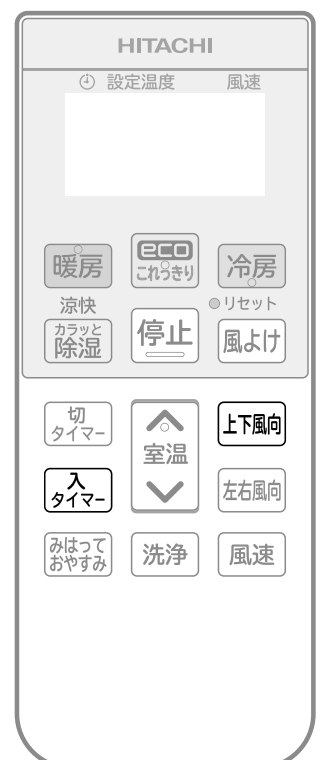 HITACHI
設定温度 風速
暖房
eco
これっきり
冷房
涼快
カラッと
除湿
停止
リセット
風よけ
切
タイマー
室温
上下風向
入
タイマー
左右風向
みはって
おやすみ
洗浄
風速